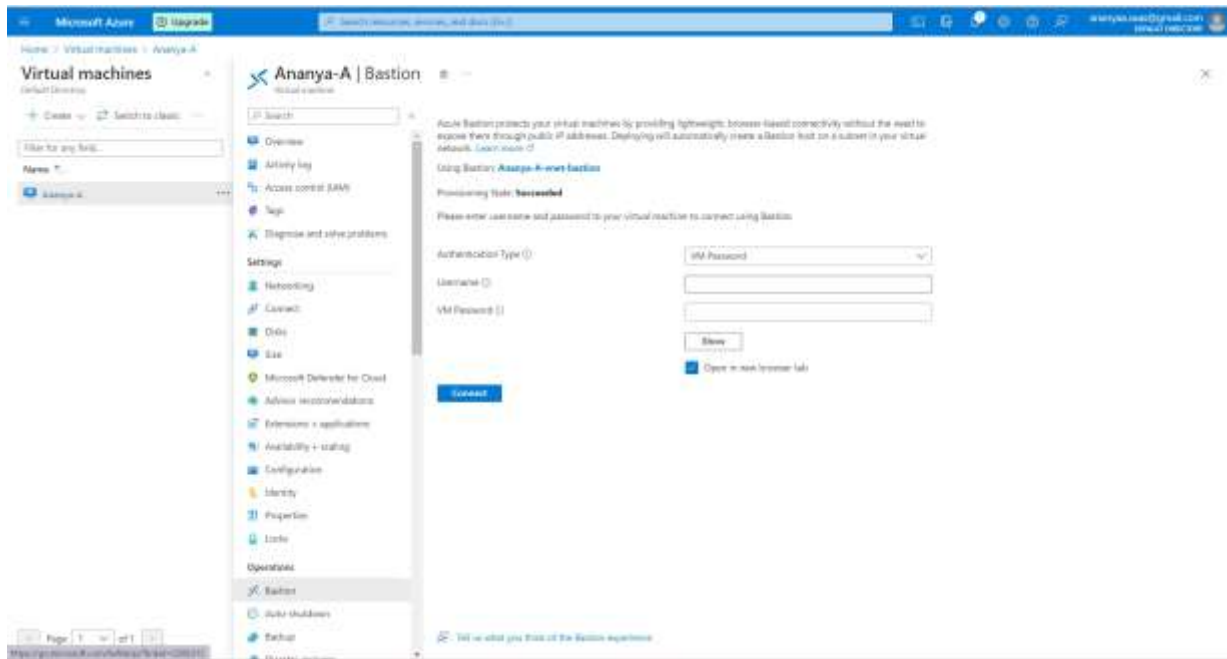 Microsoft Azure
Upgrade
Search resources, services, and docs (G+/)
Home > Virtual machines > Ananya-A
Virtual machines
Default Directory
Create
Switch to classic
Filter for any field...
Name
Ananya-A
Page 1 of 1
Ananya-A | Bastion
Virtual machine
Search
Overview
Activity log
Access control (IAM)
Tags
Diagnose and solve problems
Settings
Networking
Connect
Disks
Size
Microsoft Defender for Cloud
Advisor recommendations
Extensions + applications
Availability + scaling
Configuration
Identity
Properties
Locks
Operations
Bastion
Auto-shutdown
Backup
Azure Bastion protects your virtual machines by providing lightweight, browser-based connectivity without the need to
expose them through public IP addresses. Deploying will automatically create a Bastion host on a subnet in your virtual
network. Learn more
Using Bastion: Ananya-A-vnet-bastion
Provisioning State: Succeeded
Please enter username and password to your virtual machine to connect using Bastion.
Authentication Type
VM Password
Username
VM Password
Show
Open in new browser tab
Connect
Tell us what you think of the Bastion experience